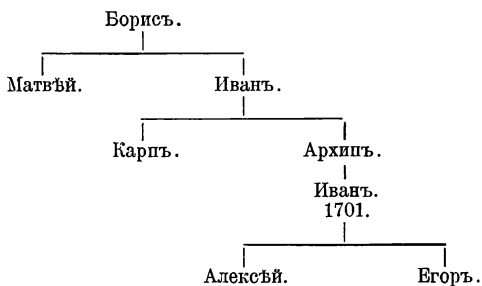 Борисъ.
Матвѣй. Иванъ.
Карпъ. Архипъ.
Иванъ.
1701.
Алексѣй. Егоръ.